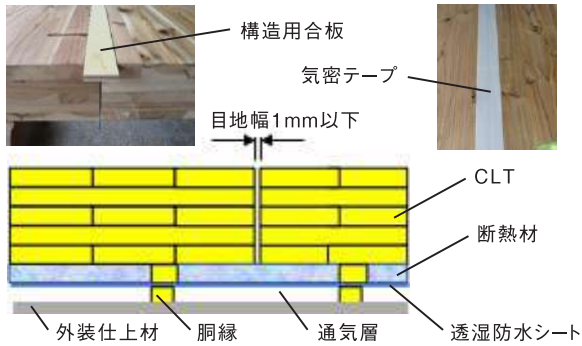 構造用合板
気密テープ
目地幅1mm以下
CLT
断熱材
外装仕上材
胴縁
通気層
透湿防水シート